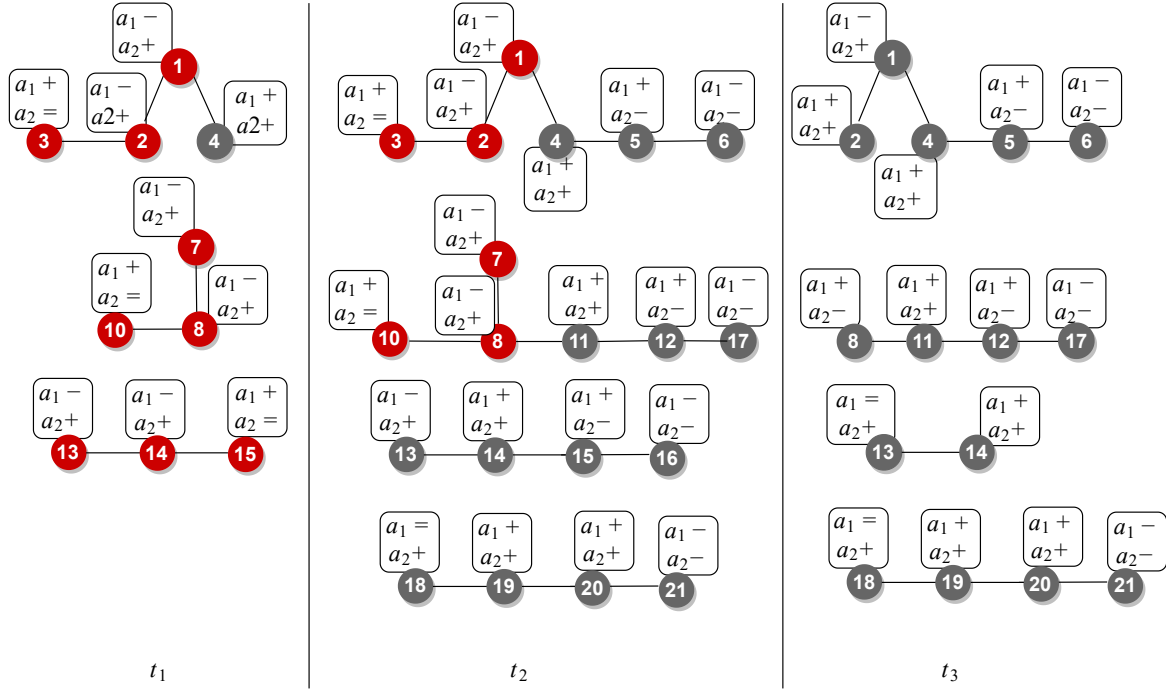 a1 −
a2+
1
a1 +
a2 =
a1 −
a2+
a1 +
a2+
3
2
4
a1 −
a2+
7
a1 +
a2 =
a1 −
a2+
10
8
a1 −
a2+
a1 −
a2+
a1 +
a2 =
13
14
15
t1
a1 −
a2+
1
a1 +
a2 =
a1 −
a2+
a1 +
a2−
a1 −
a2−
3
2
4
5
6
a1 +
a2+
a1 −
a2+
7
a1 +
a2 =
a1 −
a2+
a1 +
a2+
a1 +
a2−
a1 −
a2−
10
8
11
12
17
a1 −
a2+
a1 +
a2+
a1 +
a2−
a1 −
a2−
13
14
15
16
a1 =
a2+
a1 +
a2+
a1 +
a2+
a1 −
a2−
18
19
20
21
t2
a1 −
a2+
1
a1 +
a2+
a1 +
a2−
a1 −
a2−
2
4
5
6
a1 +
a2+
a1 +
a2−
a1 +
a2+
a1 +
a2−
a1 −
a2−
8
11
12
17
a1 =
a2+
a1 +
a2+
13
14
a1 =
a2+
a1 +
a2+
a1 +
a2+
a1 −
a2−
18
19
20
21
t3